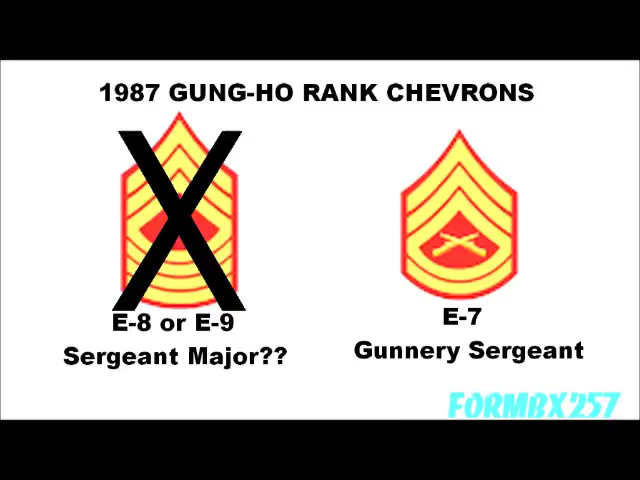 1987 GUNG-HO RANK CHEVRONS
E-8 or E-9
Sergeant Major??
E-7
Gunnery Sergeant
FORMBX257